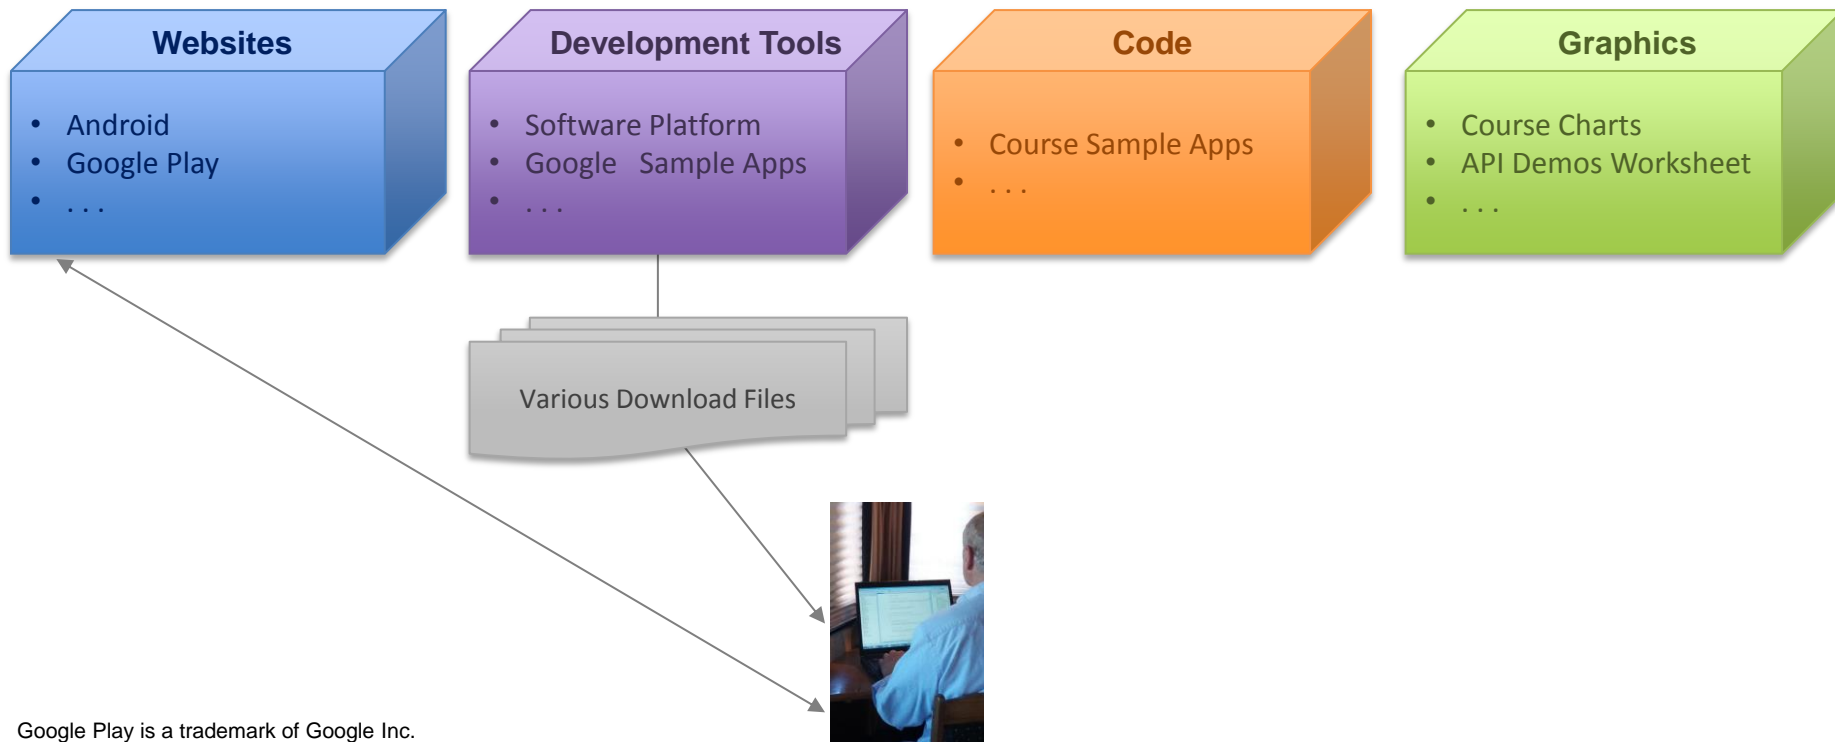 Websites
• Android
• Google Play
• . . .
Development Tools
• Software Platform
• Google   Sample Apps
• . . .
Code
• Course Sample Apps
• . . .
Graphics
• Course Charts
• API Demos Worksheet
• . . .
Various Download Files
Google Play is a trademark of Google Inc.